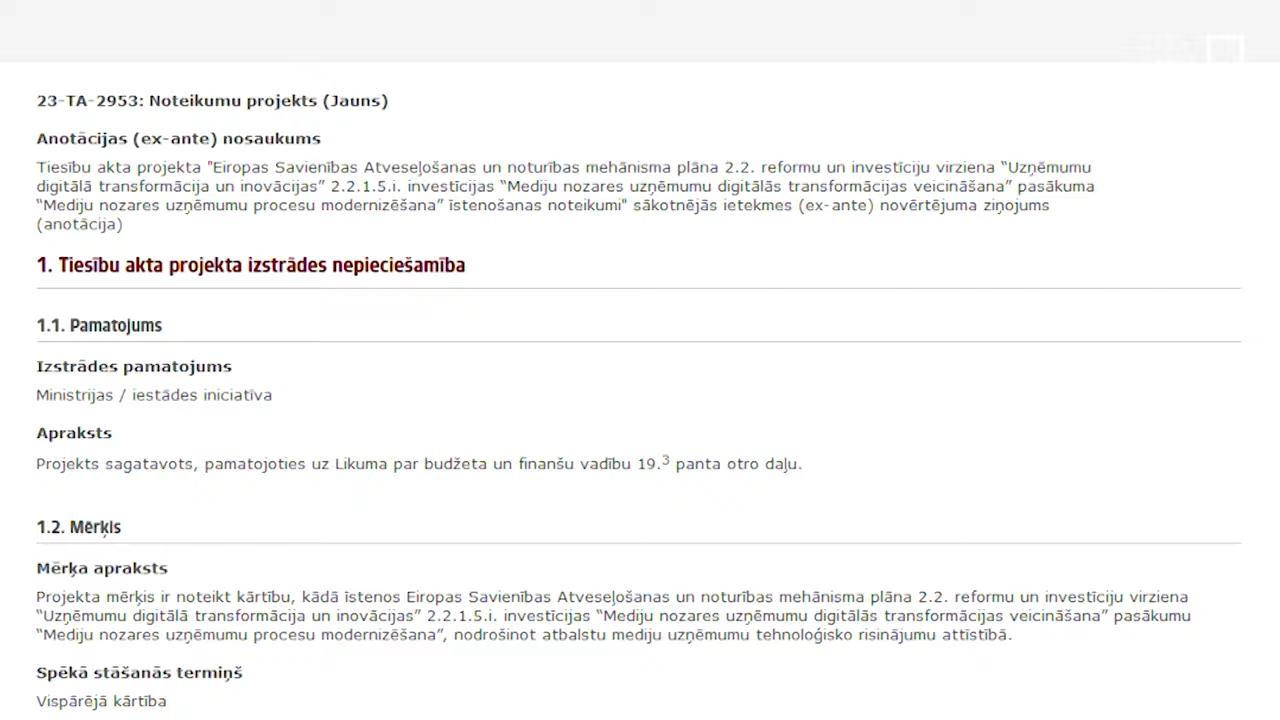 23-TA-2953: Noteikumu projekts (Jauns)
Anotācijas (ex-ante) nosaukums
Tiesību akta projekta "Eiropas Savienības Atveseļošanas un noturības mehānisma plāna 2.2. reformu un investīciju virziena “Uzņēmumu
digitālā transformācija un inovācijas” 2.2.1.5.i. investīcijas “Mediju nozares uzņēmumu digitālās transformācijas veicināšana” pasākuma
“Mediju nozares uzņēmumu procesu modernizēšana” īstenošanas noteikumi" sākotnējās ietekmes (ex-ante) novērtējuma ziņojums
(anotācija)
1. Tiesību akta projekta izstrādes nepieciešamība
1.1. Pamatojums
Izstrādes pamatojums
Ministrijas / iestādes iniciatīva
Apraksts
Projekts sagatavots, pamatojoties uz Likuma par budžeta un finanšu vadību 19.³ panta otro daļu.
1.2. Mērķis
Mērķa apraksts
Projekta mērķis ir noteikt kārtību, kādā īstenos Eiropas Savienības Atveseļošanas un noturības mehānisma plāna 2.2. reformu un investīciju virziena
“Uzņēmumu digitālā transformācija un inovācijas” 2.2.1.5.i. investīcijas “Mediju nozares uzņēmumu digitālās transformācijas veicināšana” pasākumu
“Mediju nozares uzņēmumu procesu modernizēšana”, nodrošinot atbalstu mediju uzņēmumu tehnoloģisko risinājumu attīstībā.
Spēkā stāšanās termiņš
Vispārējā kārtība